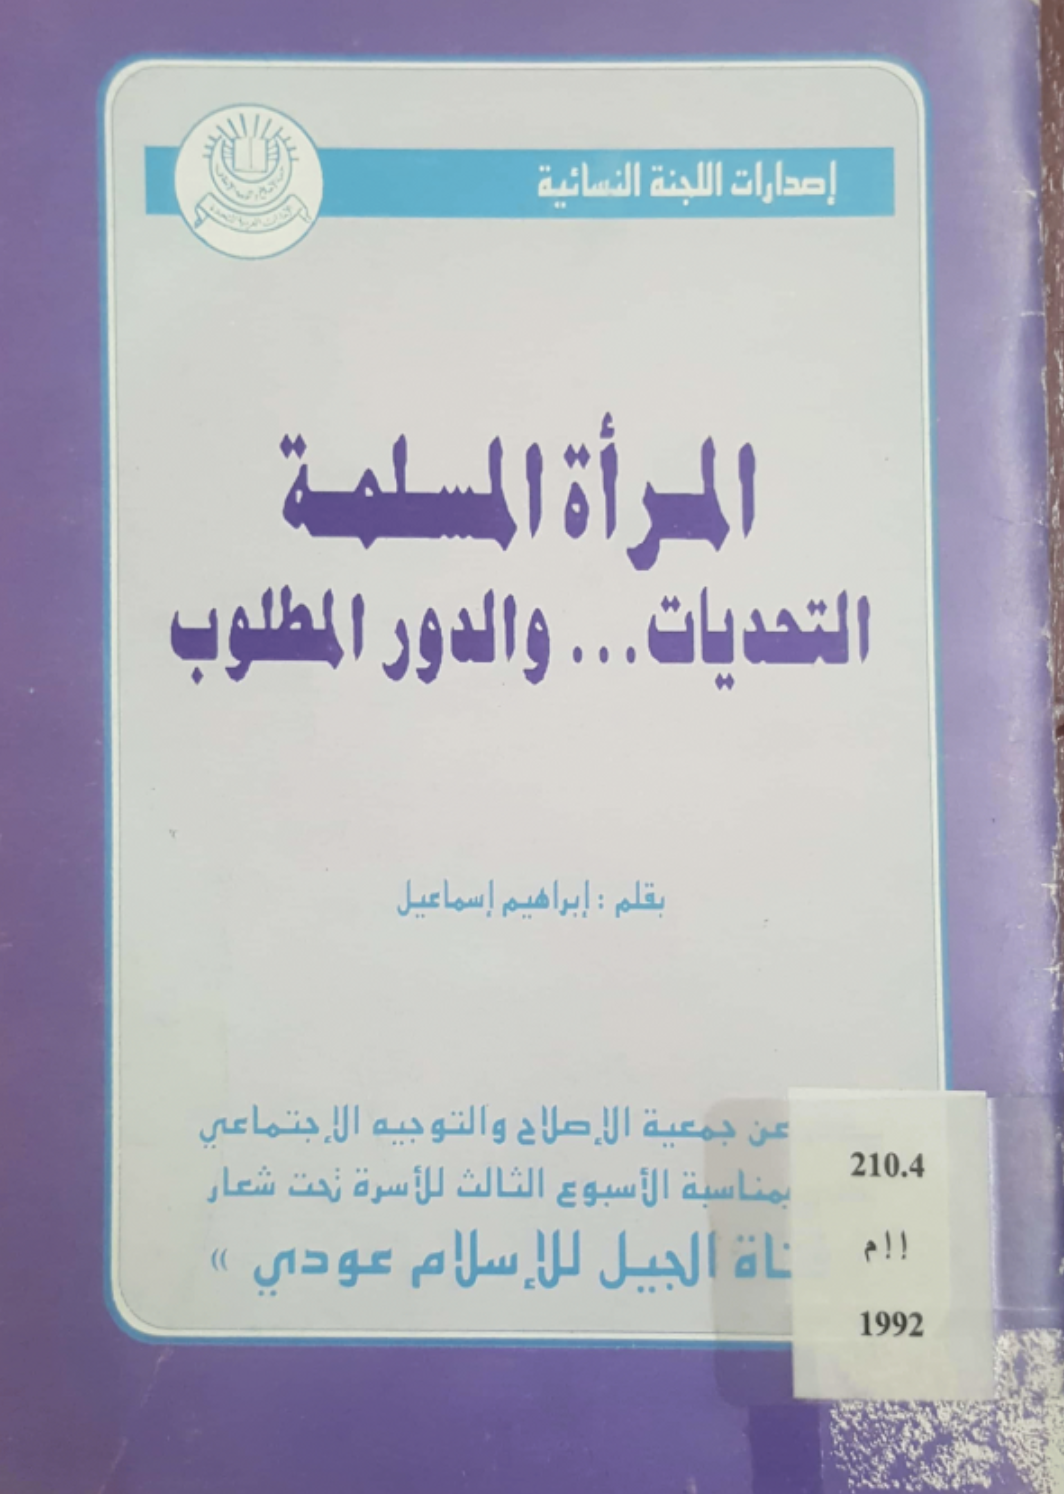 إصدارات اللجنة النسائية
المرأة المسلمة
التحديات... والدور المطلوب
بقلم : إبراهيم إسماعيل
عن جمعية الإصلاح والتوجيه الإجتماعي
بمناسبة الأسبوع الثالث للأسرة تحت شعار
الجيل للإسلام عودي »
210.4
م !!
1992